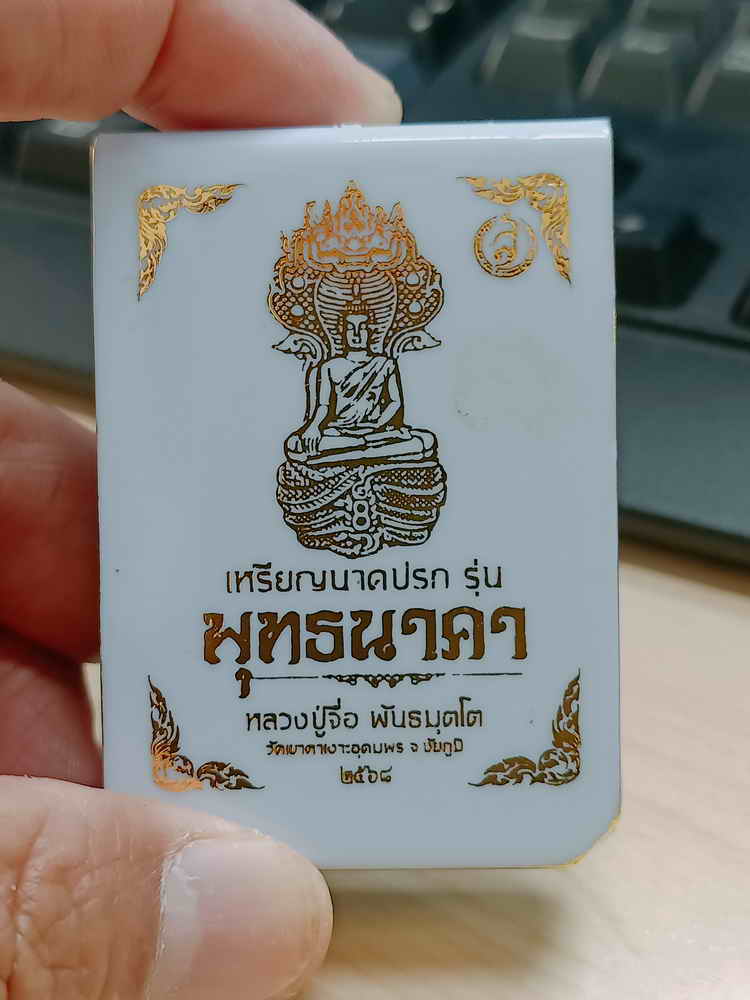 เหรียญนาคปรก รุ่น
พุทธนาคา
หลวงปู่จื่อ พันธมุตโต
วัดเขาตาเงาะอุดมพร จ ชัยภูมิ
๒๕๖๘